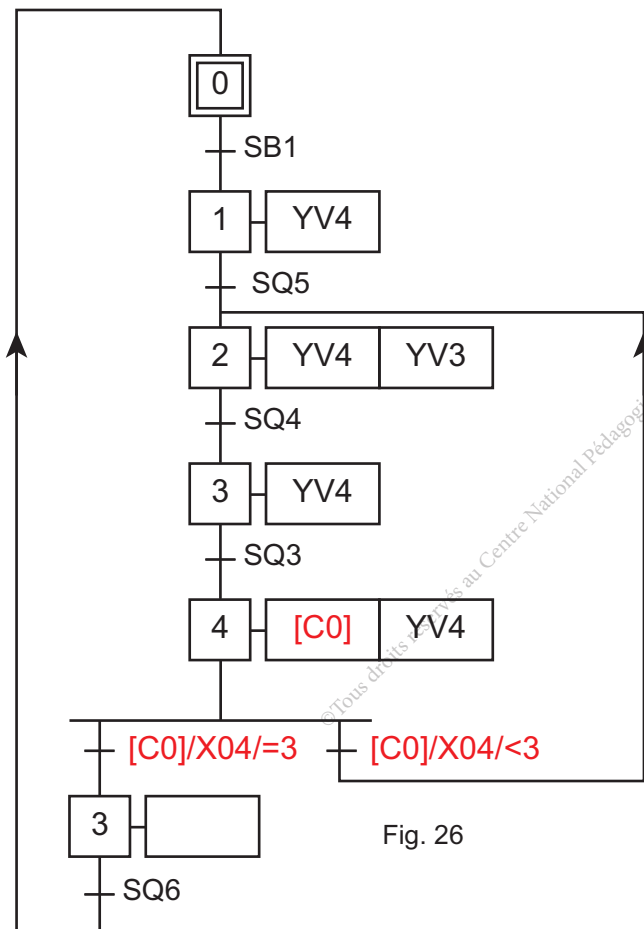 0
SB1
1 YV4
SQ5
2 YV4 YV3
SQ4
3 YV4
SQ3
4 [C0] YV4
[C0]/X04/=3 [C0]/X04/<3
3
Fig. 26
SQ6
©Tous droits réservés au Centre National